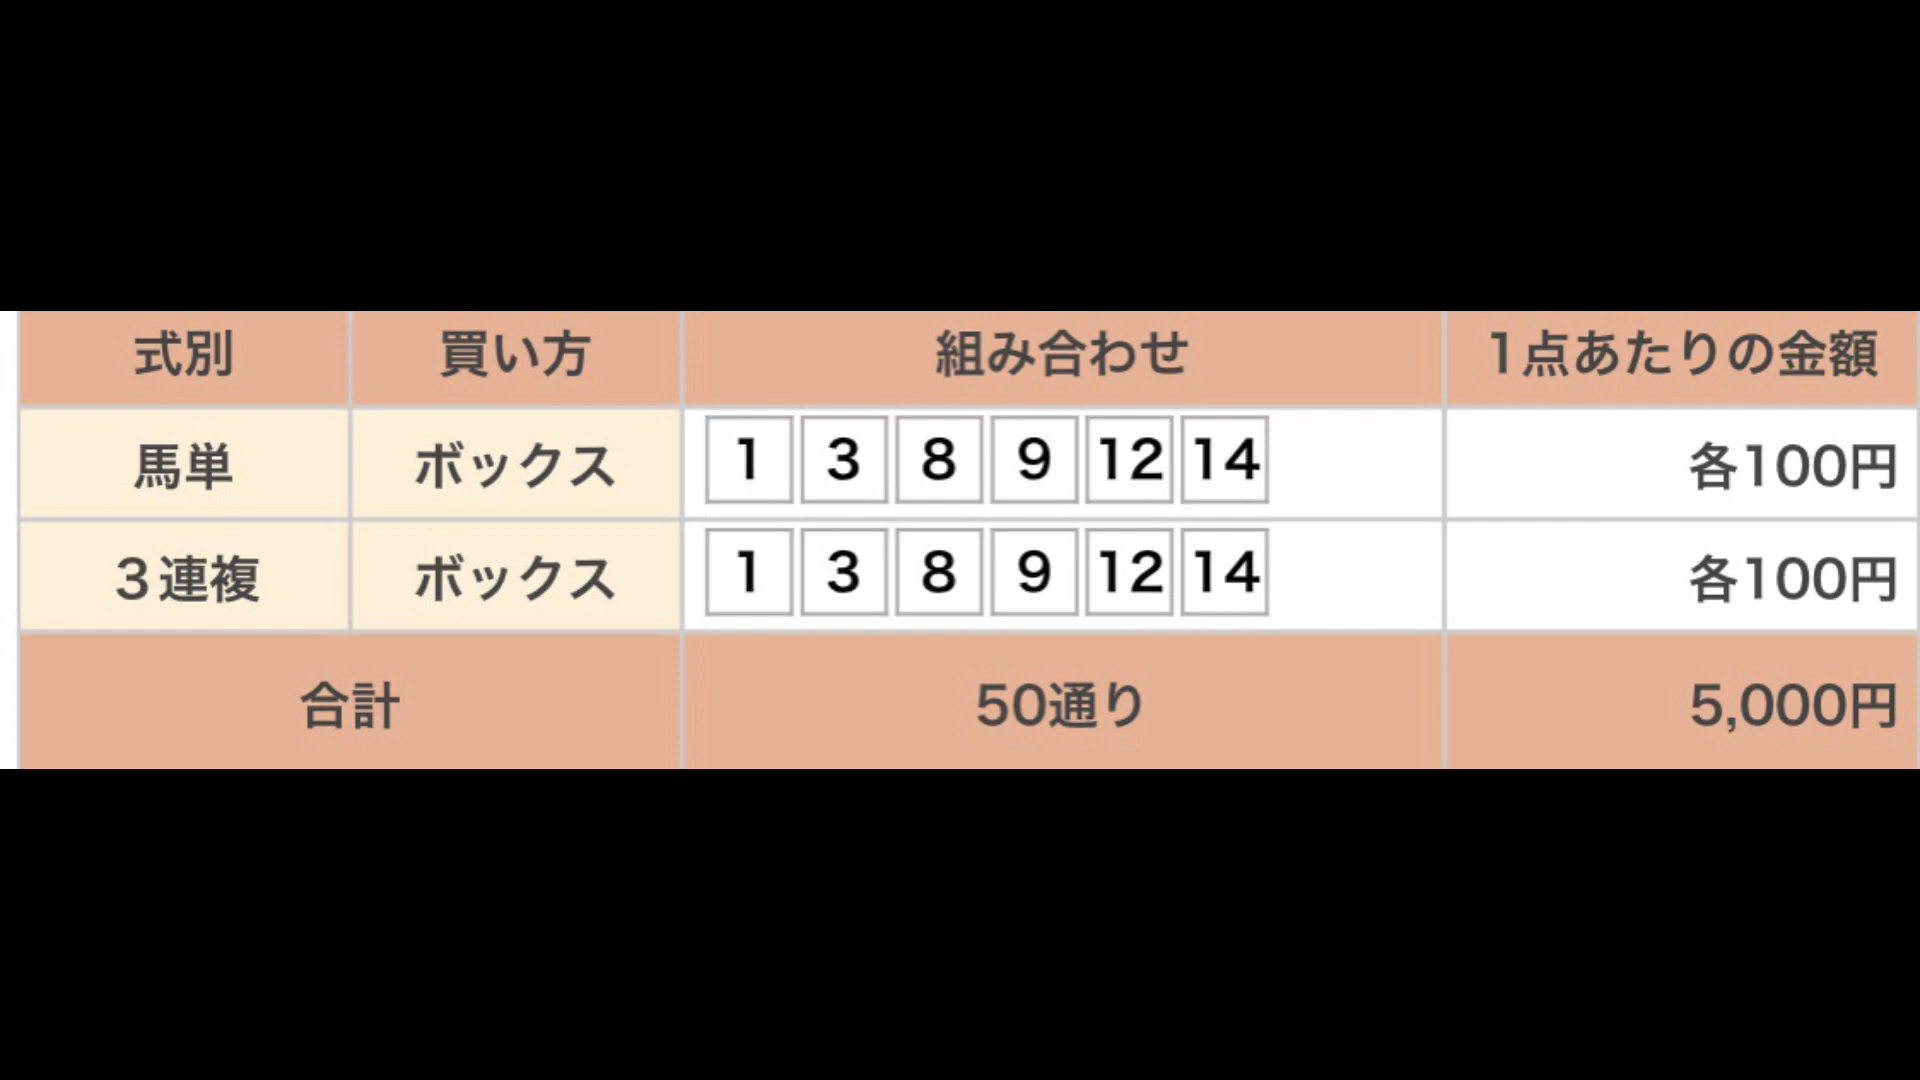 式別 買い方 組み合わせ 1点あたりの金額
馬単 ボックス 1 3 8 9 12 14 各100円
３連複 ボックス 1 3 8 9 12 14 各100円
合計 50通り 5,000円